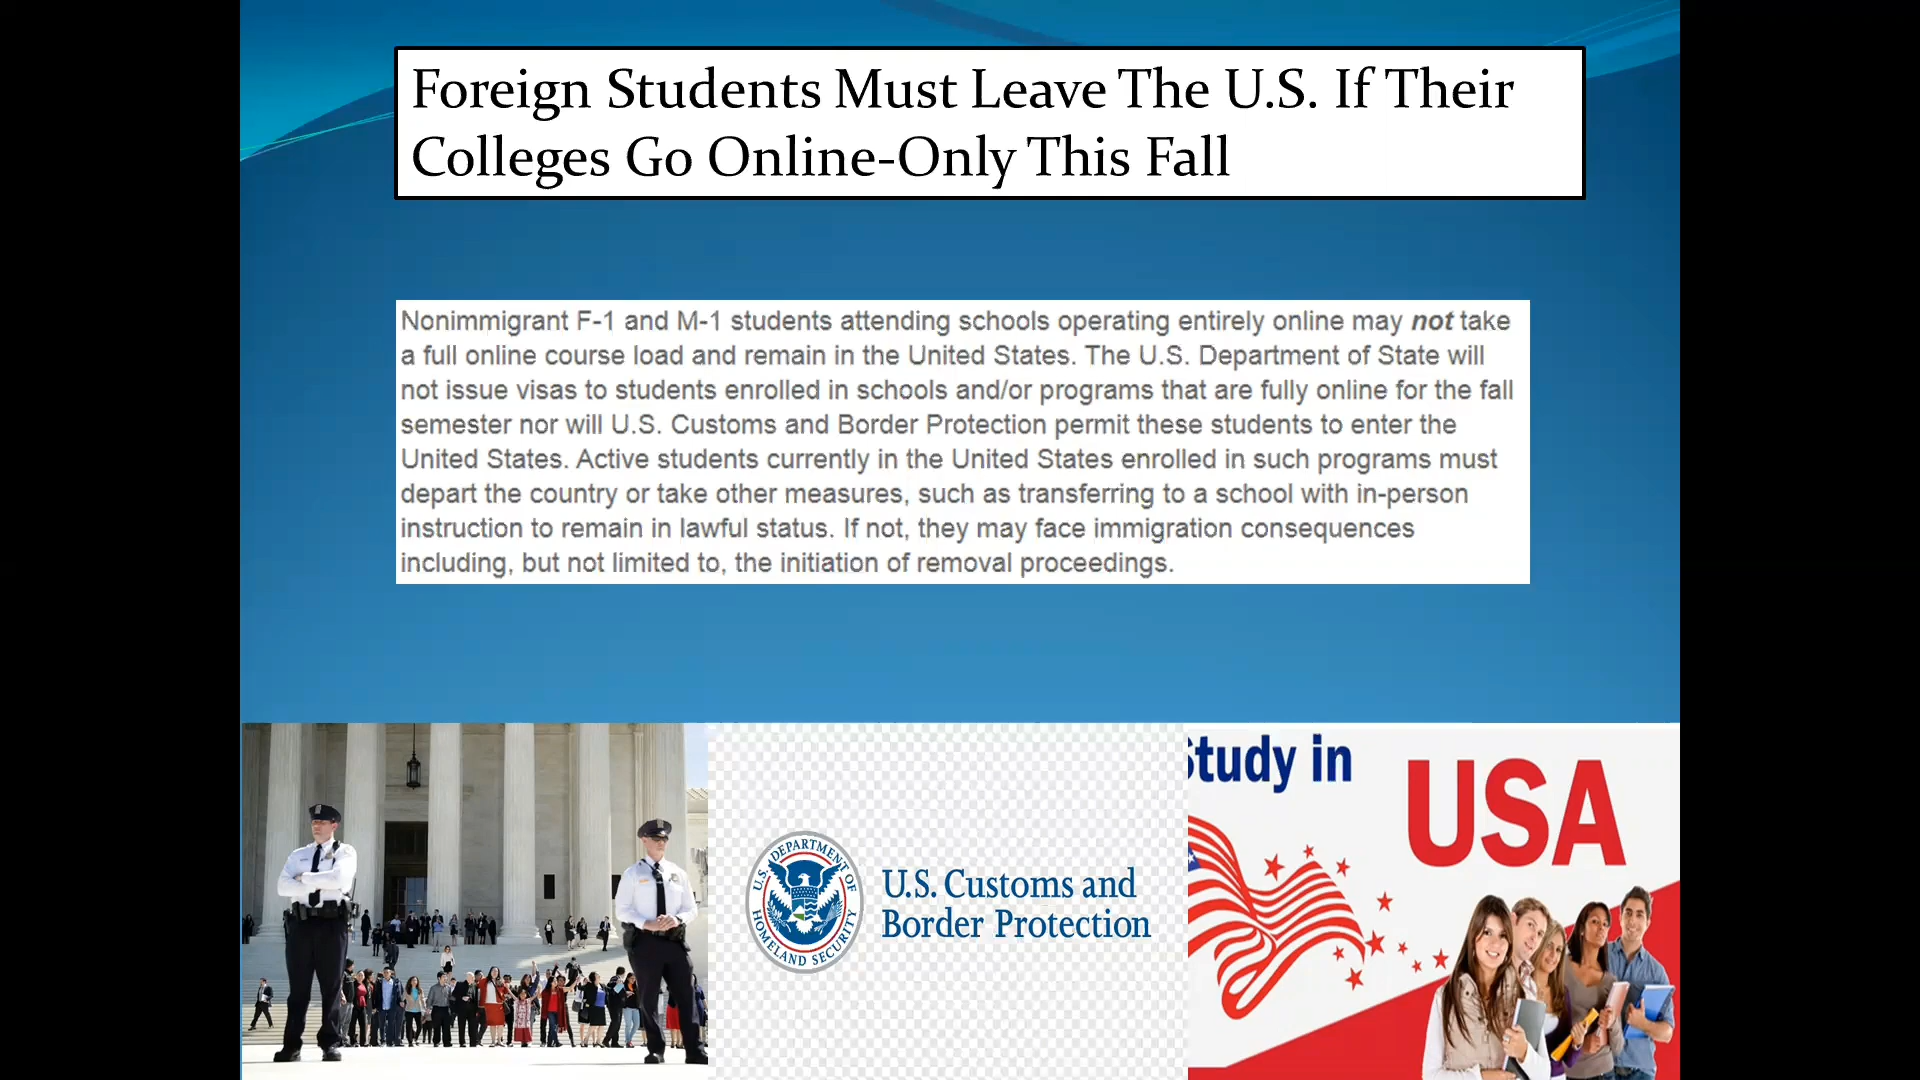 Foreign Students Must Leave The U.S. If Their
Colleges Go Online-Only This Fall
Nonimmigrant F-1 and M-1 students attending schools operating entirely online may not take
a full online course load and remain in the United States. The U.S. Department of State will
not issue visas to students enrolled in schools and/or programs that are fully online for the fall
semester nor will U.S. Customs and Border Protection permit these students to enter the
United States. Active students currently in the United States enrolled in such programs must
depart the country or take other measures, such as transferring to a school with in-person
instruction to remain in lawful status. If not, they may face immigration consequences
including, but not limited to, the initiation of removal proceedings.
U.S. DEPARTMENT OF
HOMELAND SECURITY
U.S. Customs and
Border Protection
Study in
USA